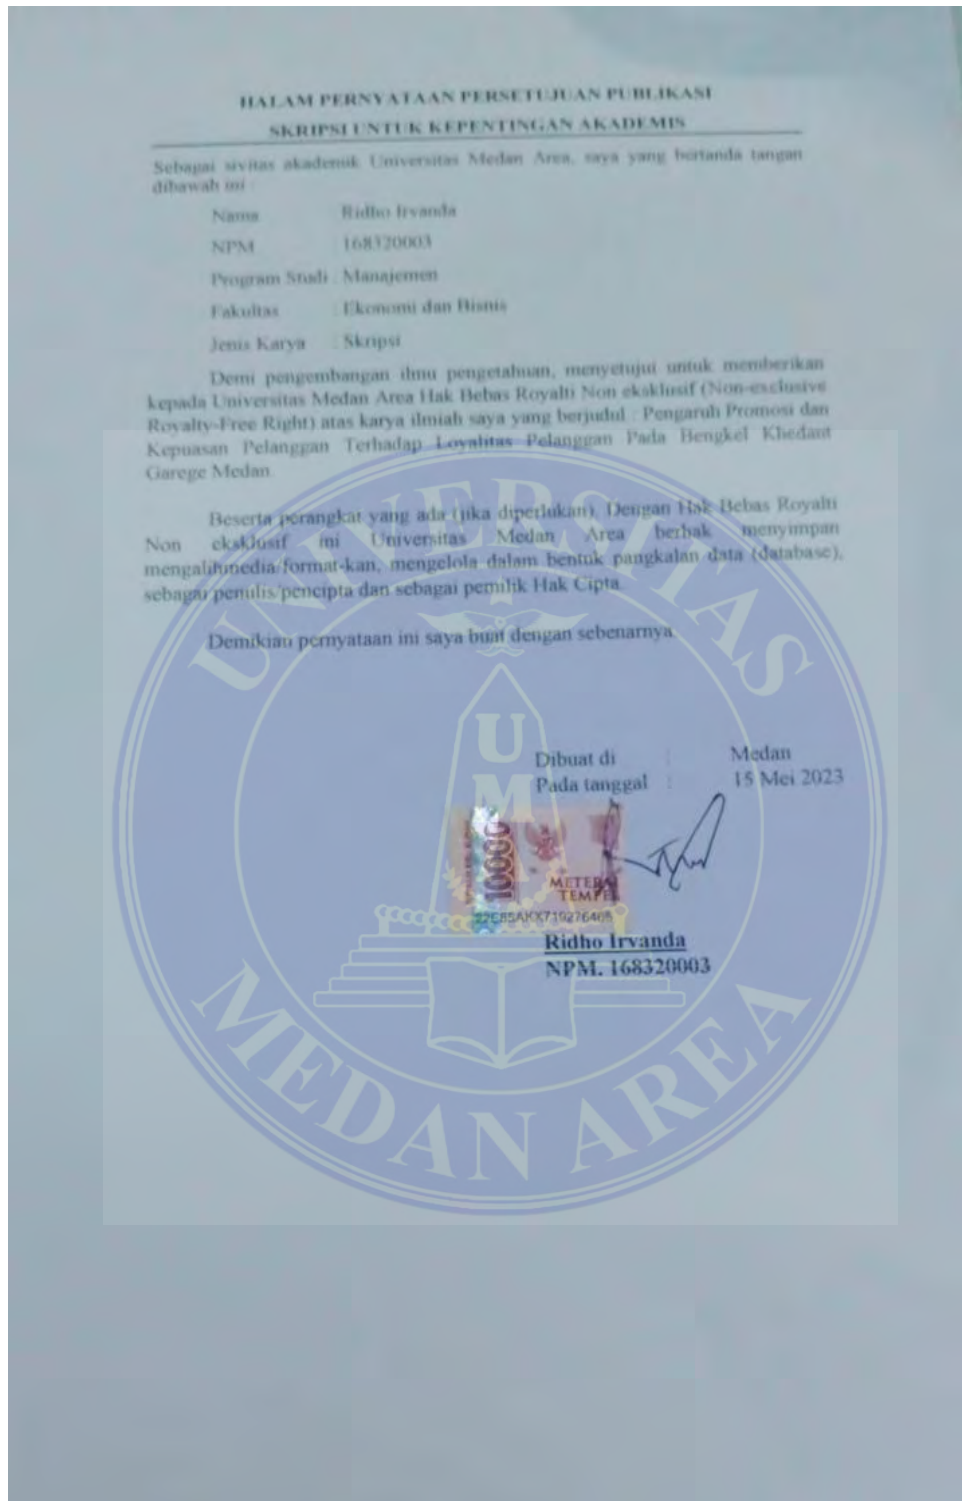 HALAM PERNYATAAN PERSETUJUAN PUBLIKASI
SKRIPSI UNTUK KEPENTINGAN AKADEMIS
Sebagai sivitas akademik Universitas Medan Area, saya yang bertanda tangan
dibawah ini :
Nama : Ridho Irvanda
NPM : 168320003
Program Studi : Manajemen
Fakultas : Ekonomi dan Bisnis
Jenis Karya : Skripsi
Demi pengembangan ilmu pengetahuan, menyetujui untuk memberikan
kepada Universitas Medan Area Hak Bebas Royalti Non eksklusif (Non-exclusive
Royalty-Free Right) atas karya ilmiah saya yang berjudul : Pengaruh Promosi dan
Kepuasan Pelanggan Terhadap Loyalitas Pelanggan Pada Bengkel Khedant
Garege Medan.
Beserta perangkat yang ada (jika diperlukan). Dengan Hak Bebas Royalti
Non eksklusif ini Universitas Medan Area berhak menyimpan
mengalihmedia/format-kan, mengelola dalam bentuk pangkalan data (database),
sebagai penulis/pencipta dan sebagai pemilik Hak Cipta.
Demikian pernyataan ini saya buat dengan sebenarnya.
Dibuat di : Medan
Pada tanggal : 15 Mei 2023
10000
METERAI
TEMPEL
Ridho Irvanda
NPM. 168320003
UNIVERSITAS
UMA
MEDAN AREA